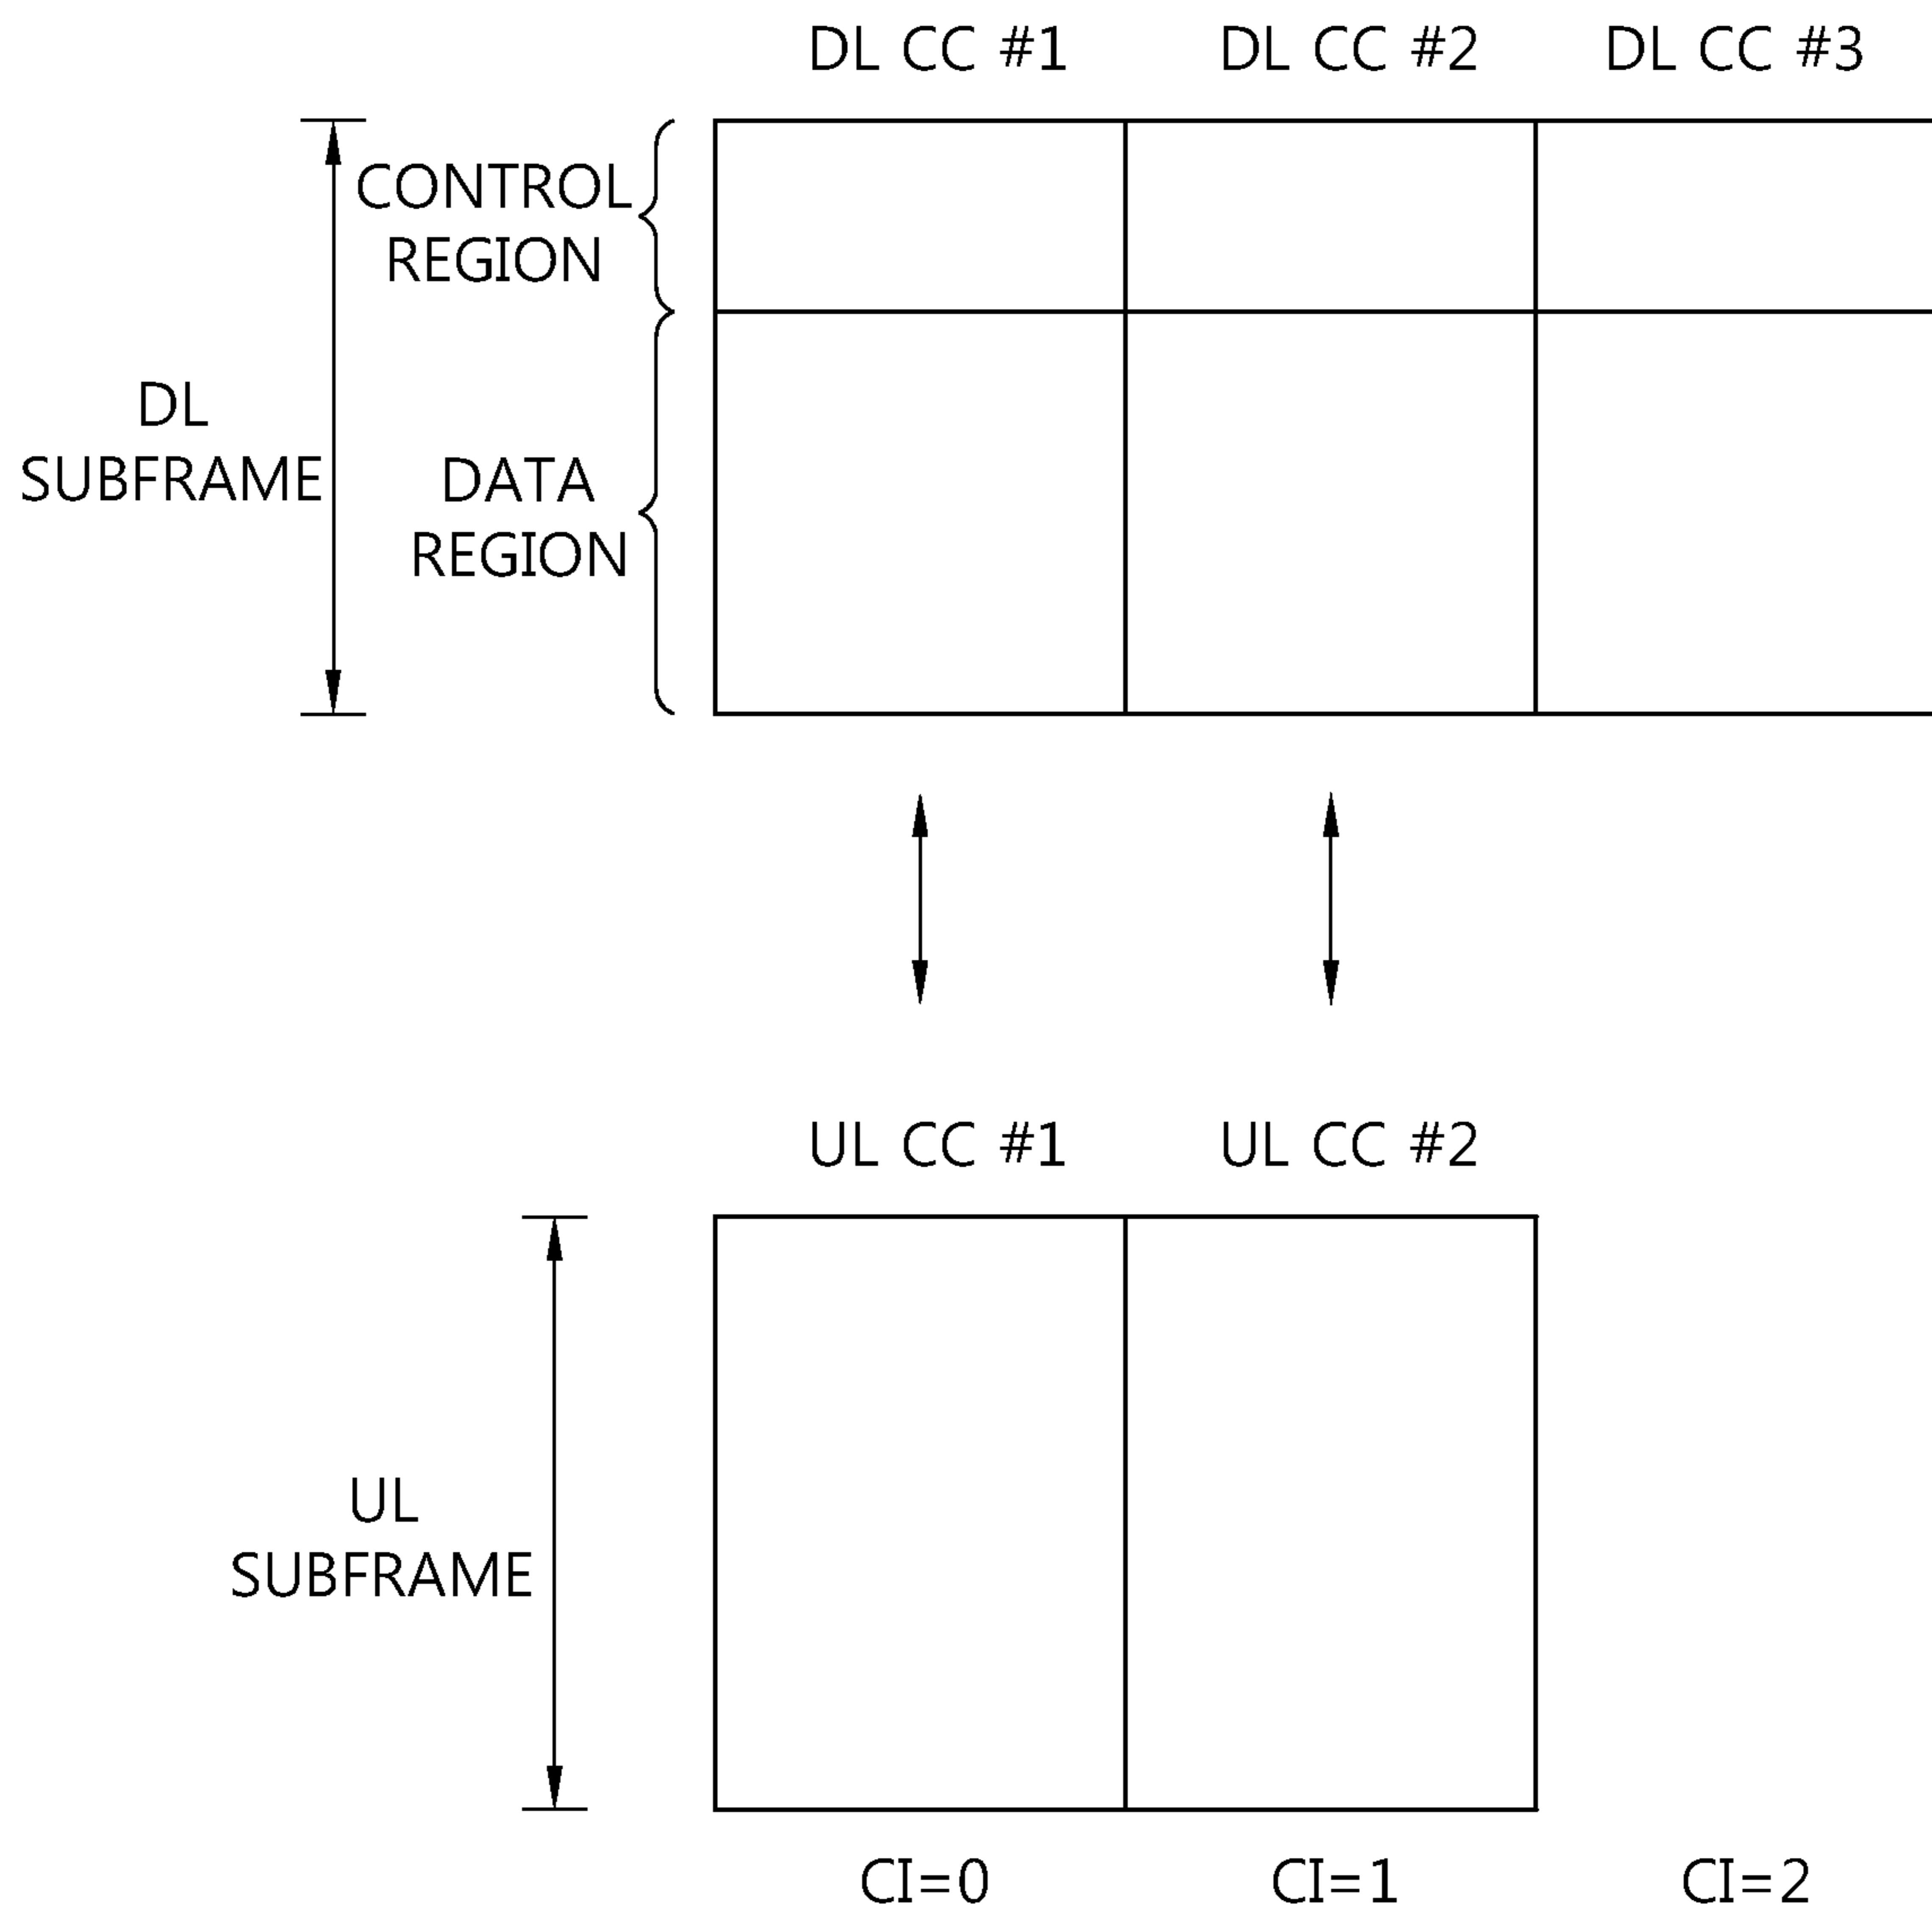 DL CC #1 DL CC #2 DL CC #3
CONTROL
REGION
DL
SUBFRAME
DATA
REGION
UL CC #1 UL CC #2
UL
SUBFRAME
CI=0 CI=1 CI=2